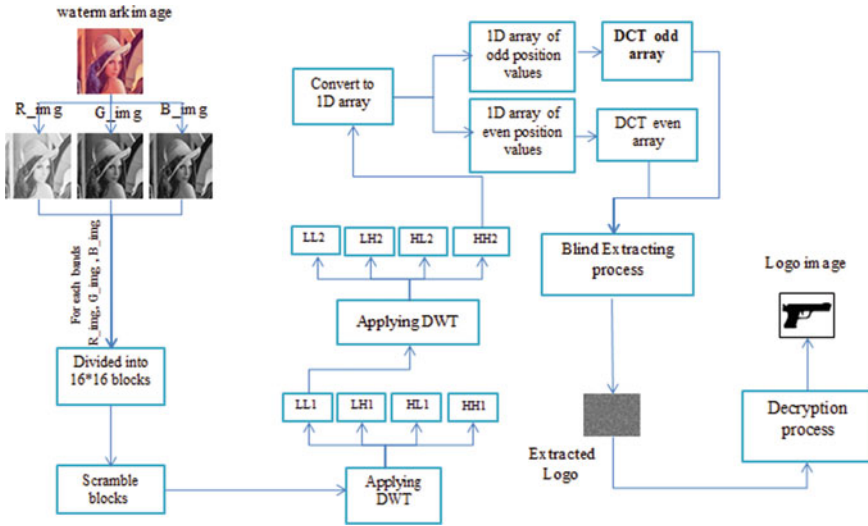 watermark image
R_img
G_img
B_img
For each bands
R_img, G_img , B_img
Divided into
16*16 blocks
Scramble
blocks
Applying
DWT
LL1
LH1
HL1
HH1
Applying DWT
LL2
LH2
HL2
HH2
Convert to
1D array
1D array of
odd position
values
DCT odd
array
1D array of
even position
values
DCT even
array
Blind Extracting
process
Extracted
Logo
Decryption
process
Logo image